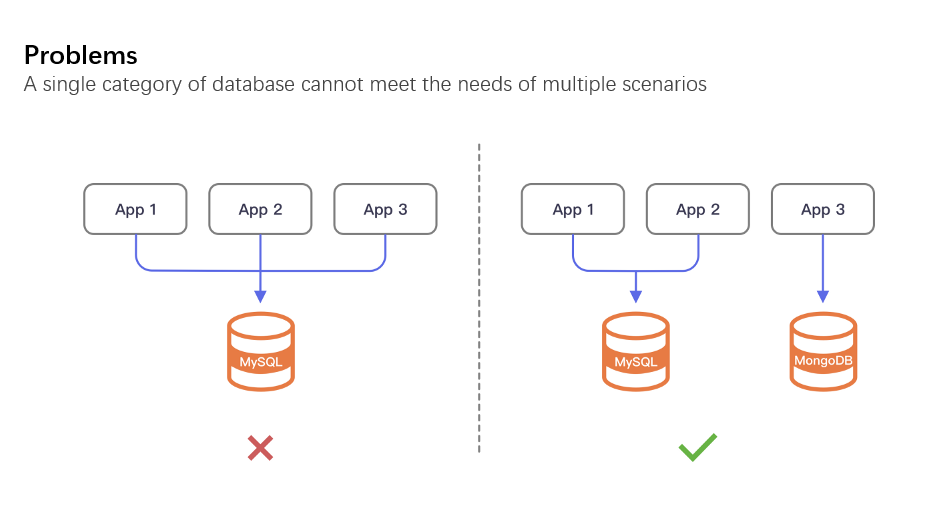 Problems
A single category of database cannot meet the needs of multiple scenarios
App 1
App 2
App 3
MySQL
App 1
App 2
App 3
MySQL
MongoDB